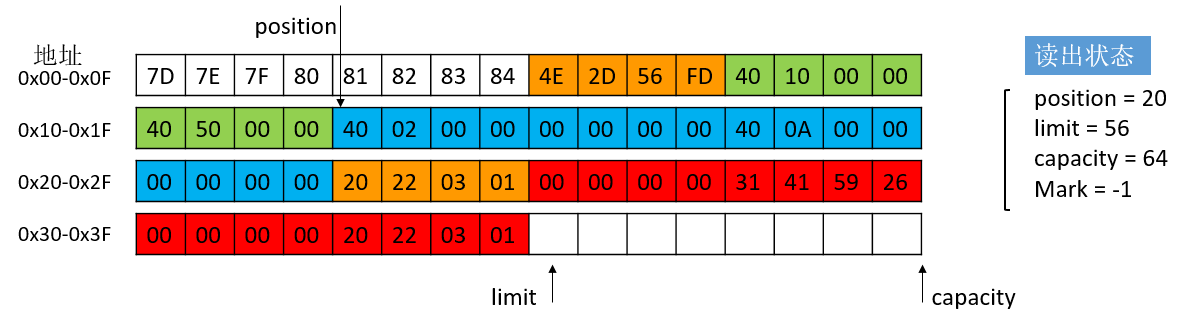 position
地址
0x00-0x0F 7D 7E 7F 80 81 82 83 84 4E 2D 56 FD 40 10 00 00
0x10-0x1F 40 50 00 00 40 02 00 00 00 00 00 00 40 0A 00 00
0x20-0x2F 00 00 00 00 20 22 03 01 00 00 00 00 31 41 59 26
0x30-0x3F 00 00 00 00 20 22 03 01
limit
capacity
读出状态
position = 20
limit = 56
capacity = 64
Mark = -1